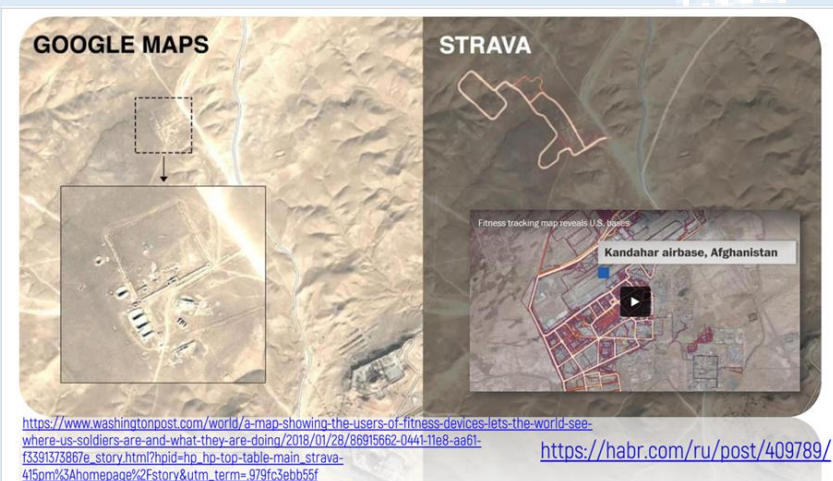 GOOGLE MAPS
STRAVA
Fitness tracking map reveals U.S. bases
Kandahar airbase, Afghanistan
https://www.washingtonpost.com/world/a-map-showing-the-users-of-fitness-devices-lets-the-world-see-
where-us-soldiers-are-and-what-they-are-doing/2018/01/28/86915662-0441-11e8-aa61-
f3391373867e_story.html?hpid=hp_hp-top-table-main_strava-
415pm%3Ahomepage%2Fstory&utm_term=.979fc3ebb55f
https://habr.com/ru/post/409789/